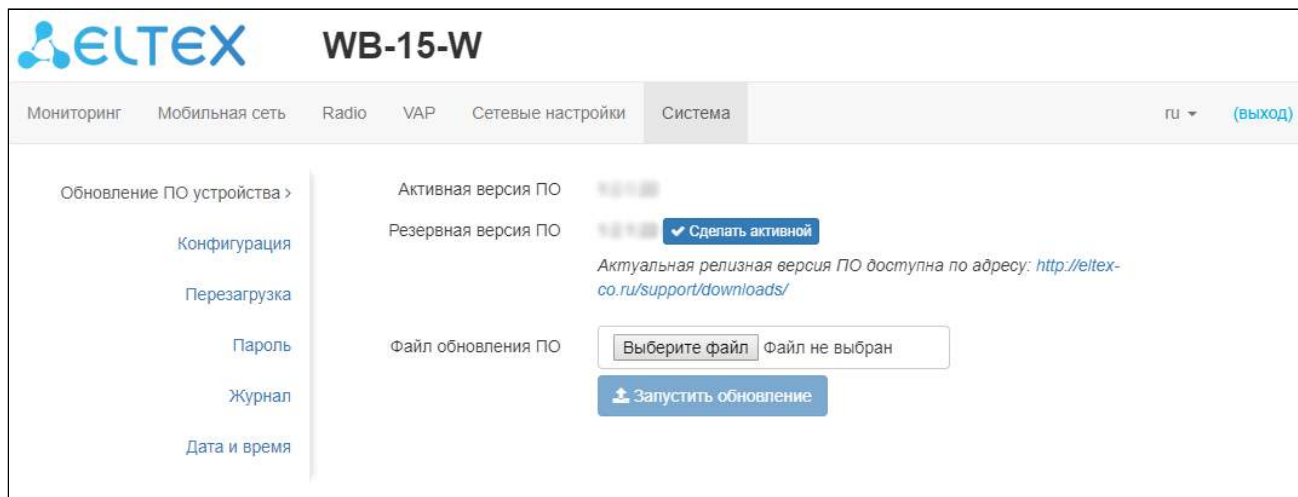 ELTEX WB-15-W
Мониторинг Мобильная сеть Radio VAP Сетевые настройки Система ru (выход)
Обновление ПО устройства >
Конфигурация
Перезагрузка
Пароль
Журнал
Дата и время
Активная версия ПО
Резервная версия ПО Сделать активной
Актуальная релизная версия ПО доступна по адресу: http://eltex-
co.ru/support/downloads/
Файл обновления ПО Выберите файл Файл не выбран
Запустить обновление